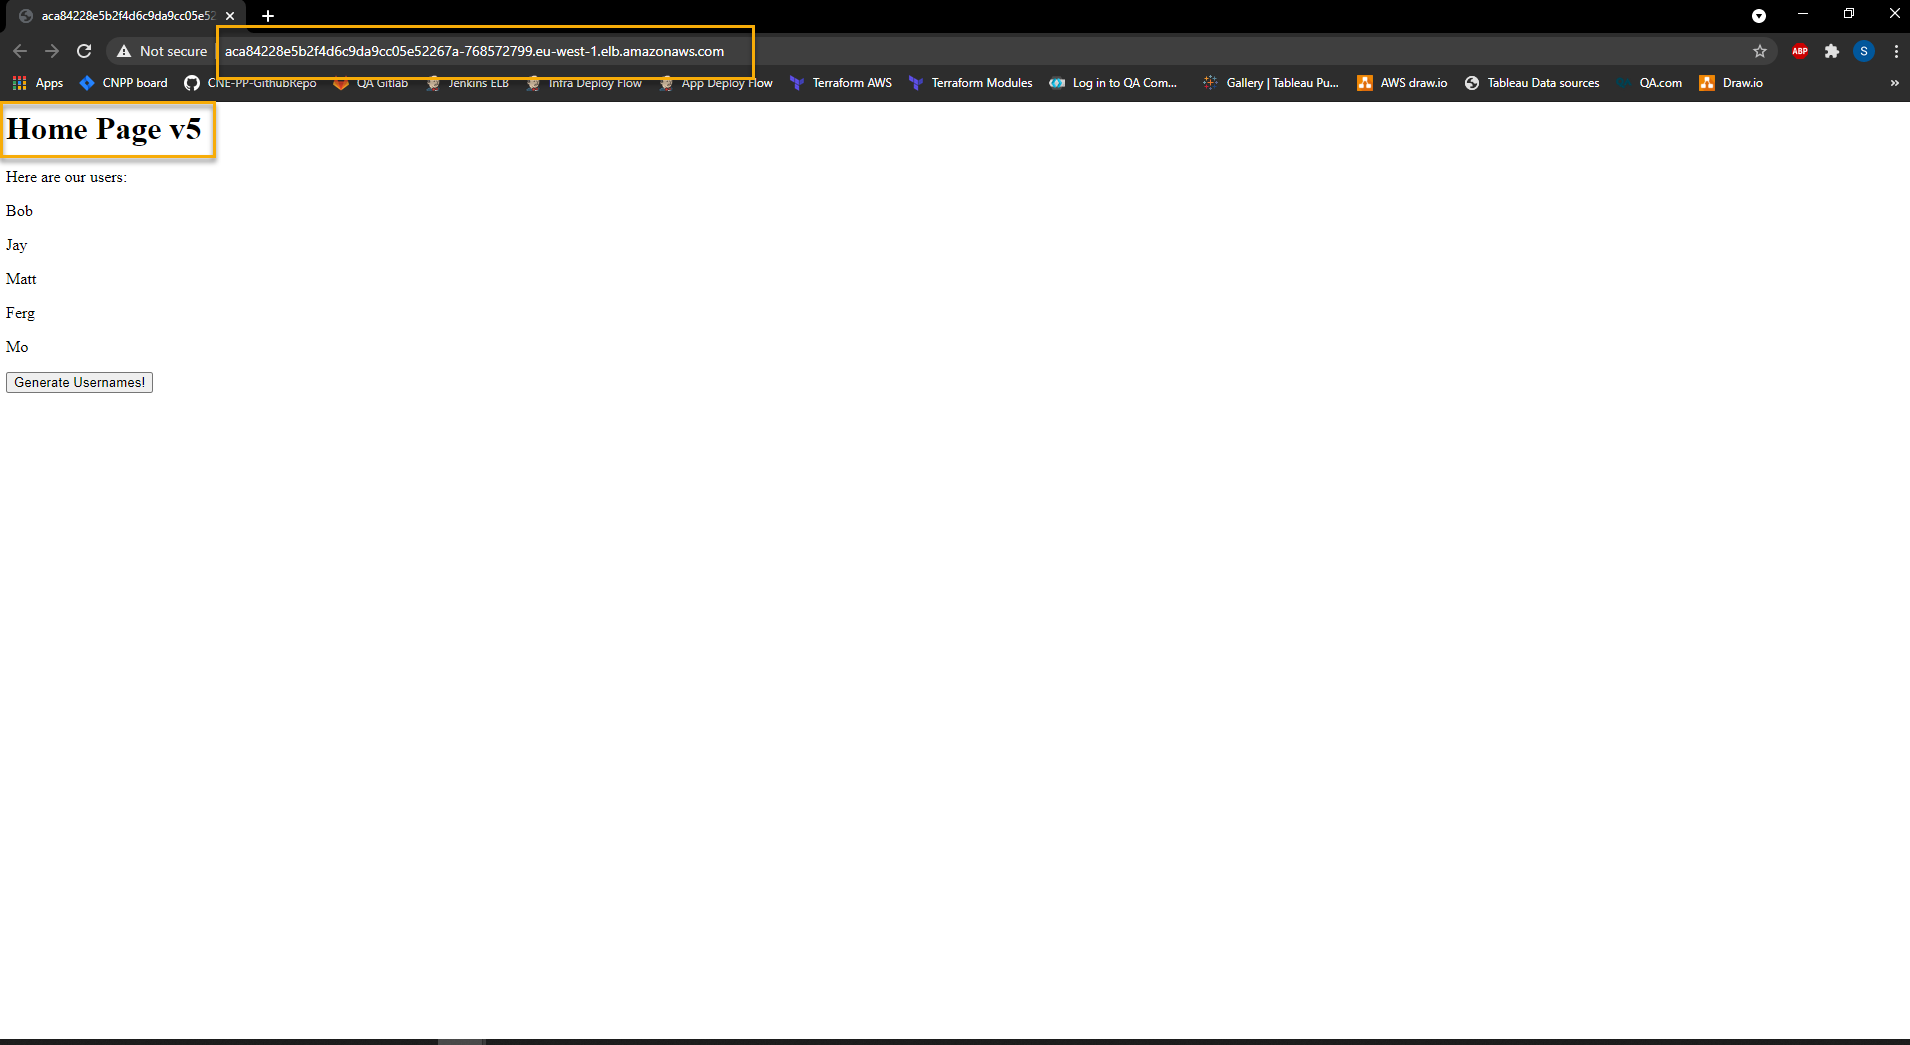 aca84228e5b2f4d6c9da9cc05e52
Not secure
aca84228e5b2f4d6c9da9cc05e52267a-768572799.eu-west-1.elb.amazonaws.com
ABP
S
Apps
CNPP board
CNE-PP-GithubRepo
QA Gitlab
Jenkins ELB
Infra Deploy Flow
App Deploy Flow
Terraform AWS
Terraform Modules
Log in to QA Com...
Gallery | Tableau Pu...
AWS draw.io
Tableau Data sources
QA.com
Draw.io
»
Home Page v5
Here are our users:
Bob
Jay
Matt
Ferg
Mo
Generate Usernames!